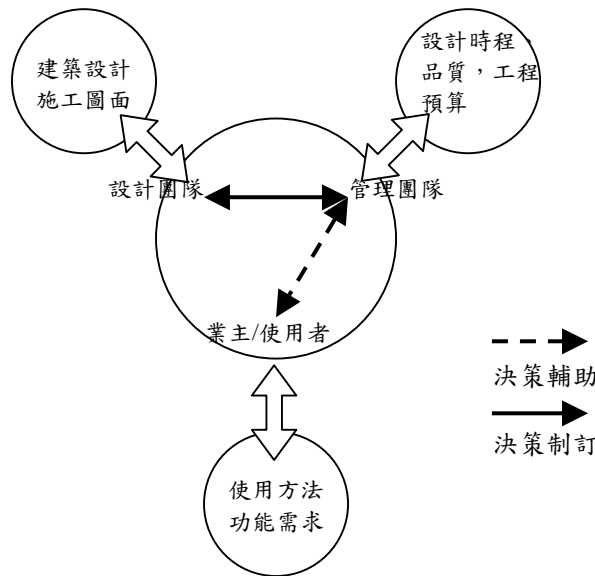 建築設計
施工圖面
設計時程、
品質，工程
預算
設計團隊
管理團隊
業主/使用者
決策輔助
決策制訂
使用方法
功能需求